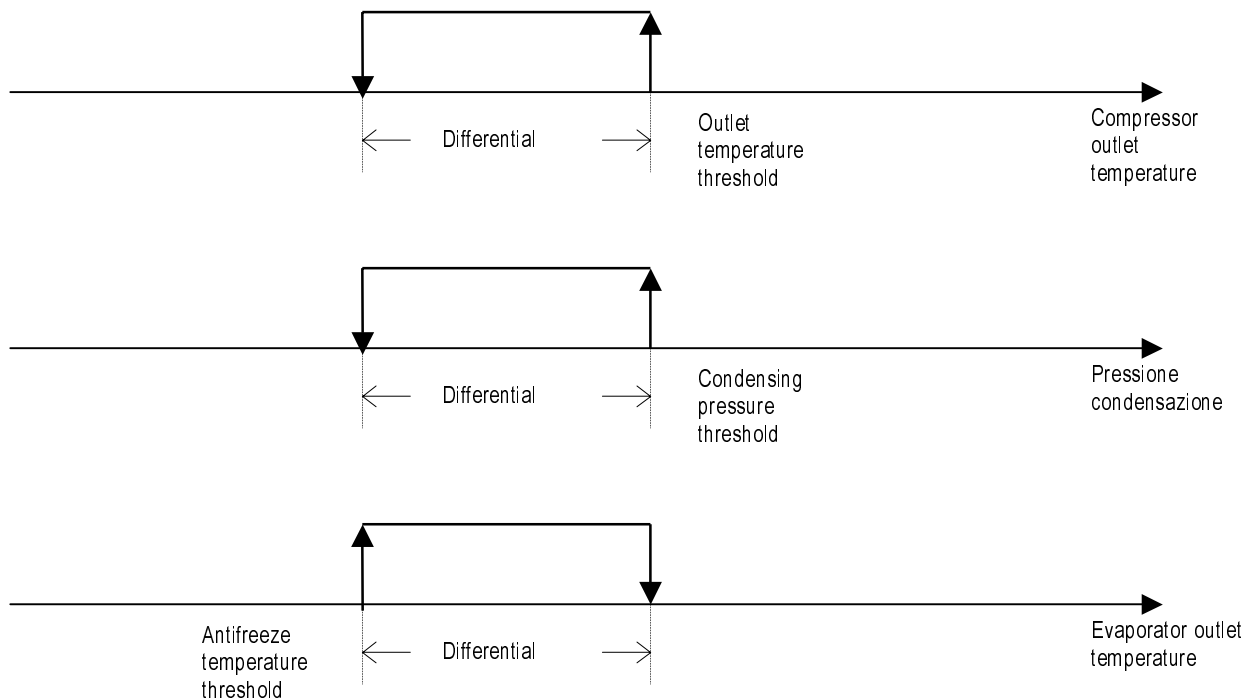 Differential
Outlet
temperature
threshold
Compressor
outlet
temperature
Differential
Condensing
pressure
threshold
Pressione
condensazione
Antifreeze
temperature
threshold
Differential
Evaporator outlet
temperature